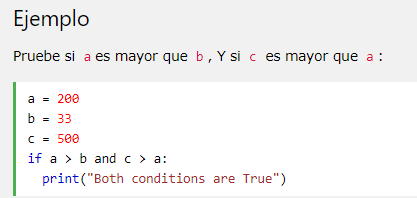 Ejemplo
Pruebe si a es mayor que b , Y si c es mayor que a :
a = 200
b = 33
c = 500
if a > b and c > a:
  print("Both conditions are True")